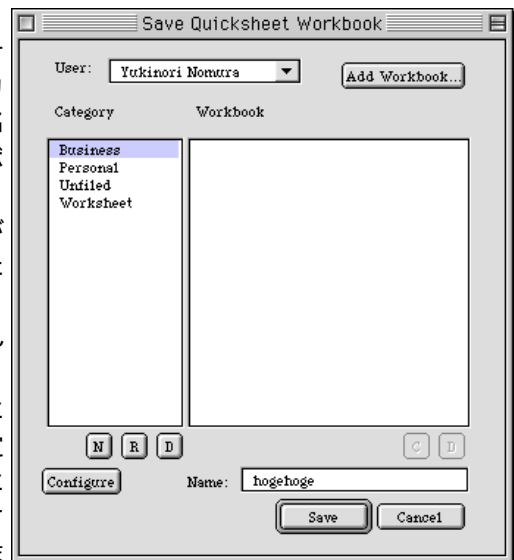 Save Quicksheet Workbook
User: Yukinori Nomura
Add Workbook...
Category Workbook
Business
Personal
Unfiled
Worksheet
N R D C D
Configure Name: hogehoge
Save Cancel